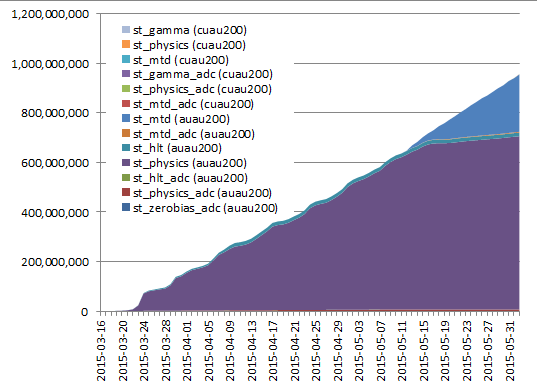 1,200,000,000
1,000,000,000
800,000,000
600,000,000
400,000,000
200,000,000
0
st_gamma (cuau200)
st_physics (cuau200)
st_mtd (cuau200)
st_gamma_adc (cuau200)
st_physics_adc (cuau200)
st_mtd_adc (cuau200)
st_mtd (auau200)
st_mtd_adc (auau200)
st_hlt (auau200)
st_physics (auau200)
st_hlt_adc (auau200)
st_physics_adc (auau200)
st_zerobias_adc (auau200)
2015-03-16
2015-03-20
2015-03-24
2015-03-28
2015-04-01
2015-04-05
2015-04-09
2015-04-13
2015-04-17
2015-04-21
2015-04-25
2015-04-29
2015-05-03
2015-05-07
2015-05-11
2015-05-15
2015-05-19
2015-05-23
2015-05-27
2015-05-31